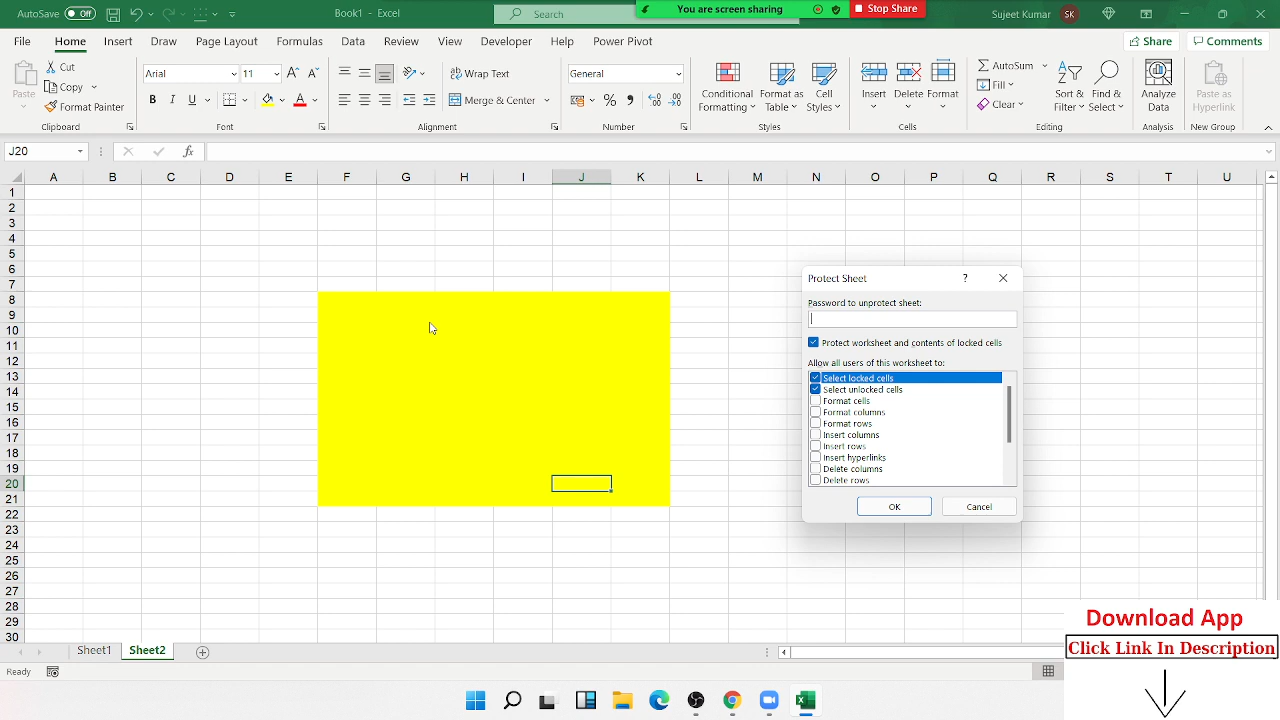 AutoSave Off Book1 - Excel Search You are screen sharing Stop Share Sujeet Kumar SK
File Home Insert Draw Page Layout Formulas Data Review View Developer Help Power Pivot Share Comments
Paste Cut Copy Format Painter
Clipboard
Arial 11
B I U A
Font
Wrap Text
Merge & Center
Alignment
General
% ,
Number
Conditional Formatting Format as Table Cell Styles
Styles
Insert Delete Format
Cells
AutoSum
Fill
Clear
Sort & Filter Find & Select
Editing
Analyze Data
Analysis
Paste as Hyperlink
New Group
J20 fx
A B C D E F G H I J K L M N O P Q R S T U
1
2
3
4
5
6
7
8
9
10
11
12
13
14
15
16
17
18
19
20
21
22
23
24
25
26
27
28
29
30
Protect Sheet ?
Password to unprotect sheet:
Protect worksheet and contents of locked cells
Allow all users of this worksheet to:
Select locked cells
Select unlocked cells
Format cells
Format columns
Format rows
Insert columns
Insert rows
Insert hyperlinks
Delete columns
Delete rows
OK Cancel
Sheet1 Sheet2
Ready
Download App
Click Link In Description